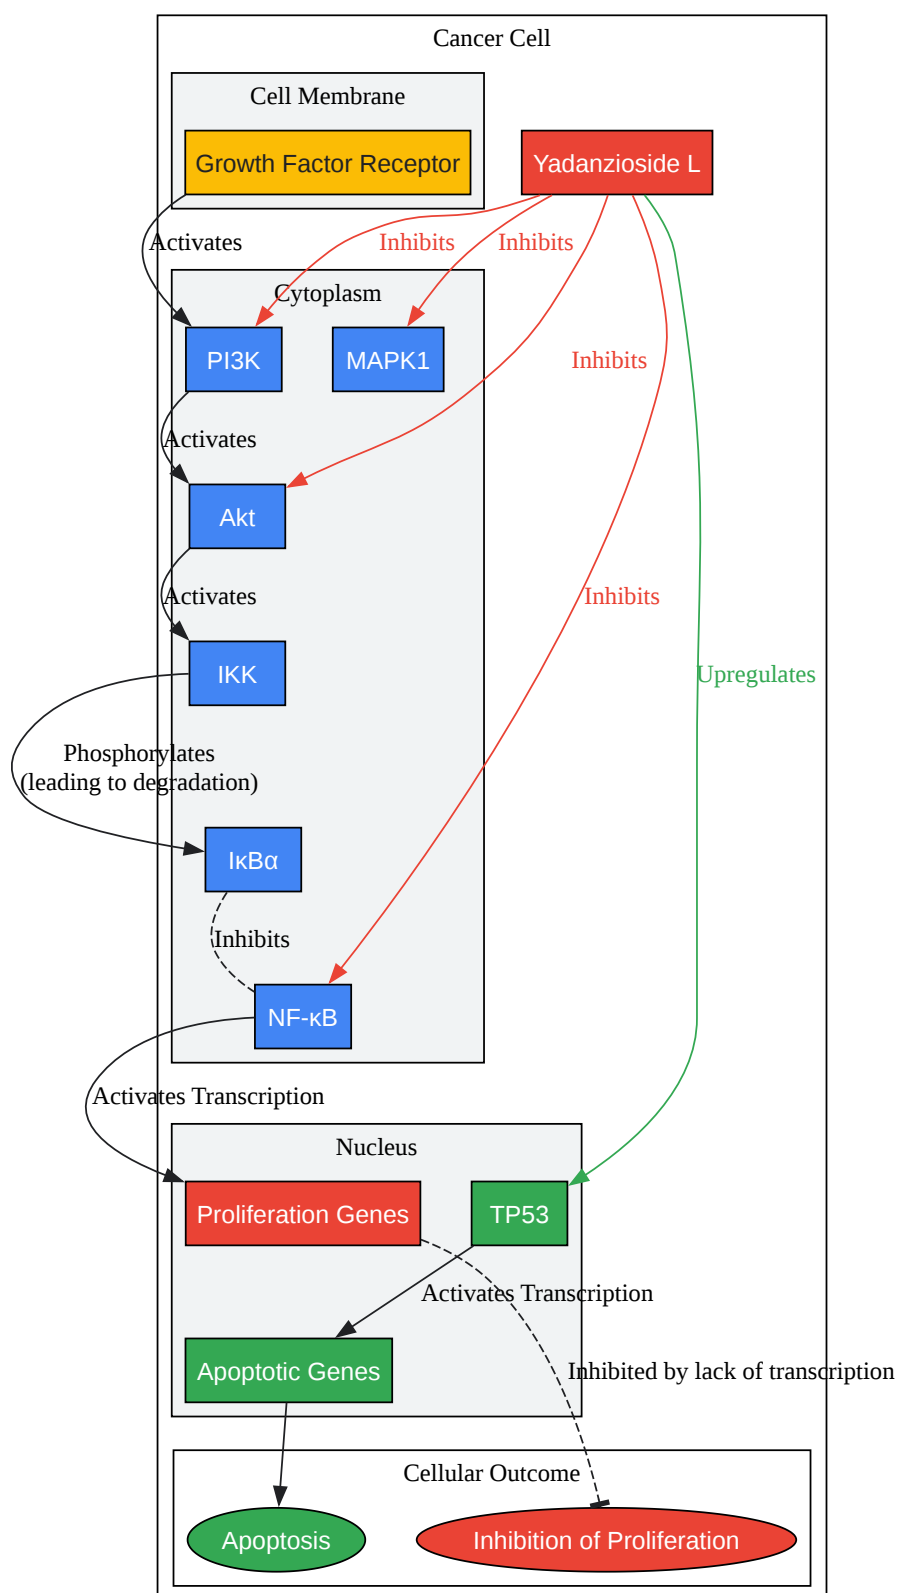 Cancer Cell
Cell Membrane
Growth Factor Receptor
Yadanzioside L
Activates
Inhibits
Inhibits
Cytoplasm
PI3K
MAPK1
Inhibits
Activates
Akt
Activates
Inhibits
IKK
Upregulates
Phosphorylates
(leading to degradation)
IκBα
Inhibits
NF-κB
Activates Transcription
Nucleus
Proliferation Genes
TP53
Activates Transcription
Apoptotic Genes
Inhibited by lack of transcription
Cellular Outcome
Apoptosis
Inhibition of Proliferation